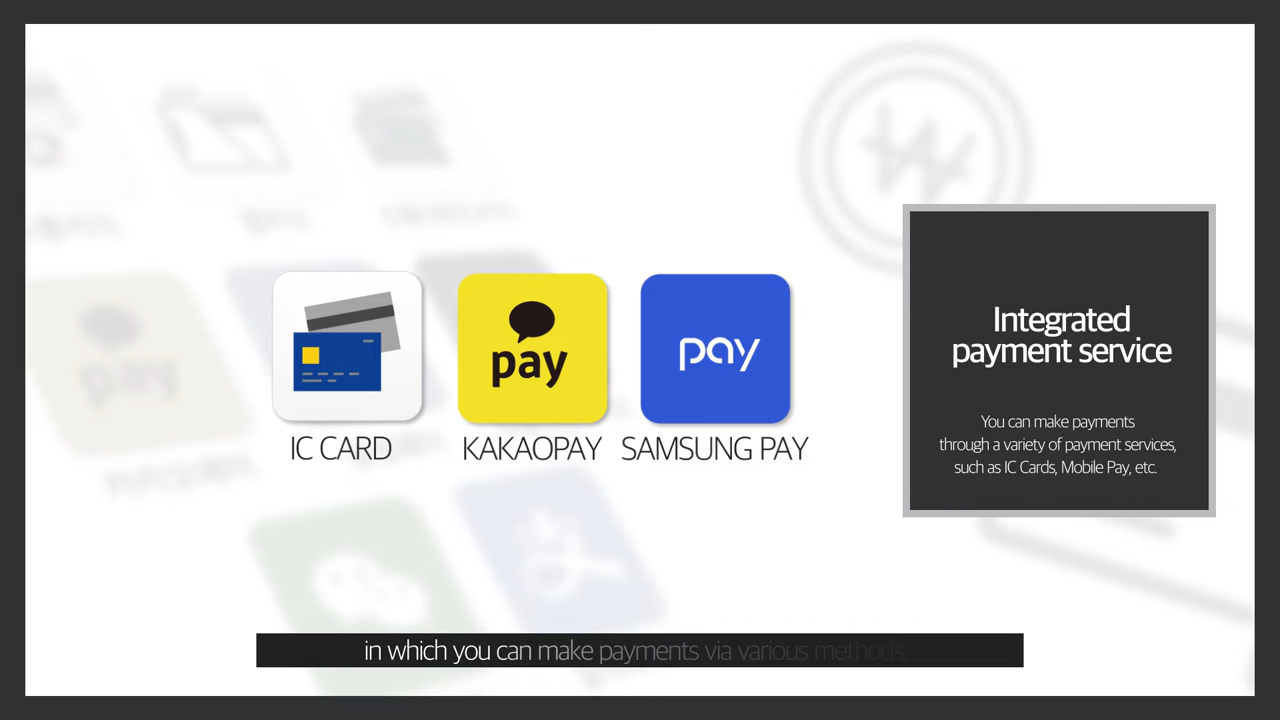 pay
pay
IC CARD
KAKAOPAY
SAMSUNG PAY
Integrated
payment service
You can make payments
through a variety of payment services,
such as IC Cards, Mobile Pay, etc.
in which you can make payments via various methods.